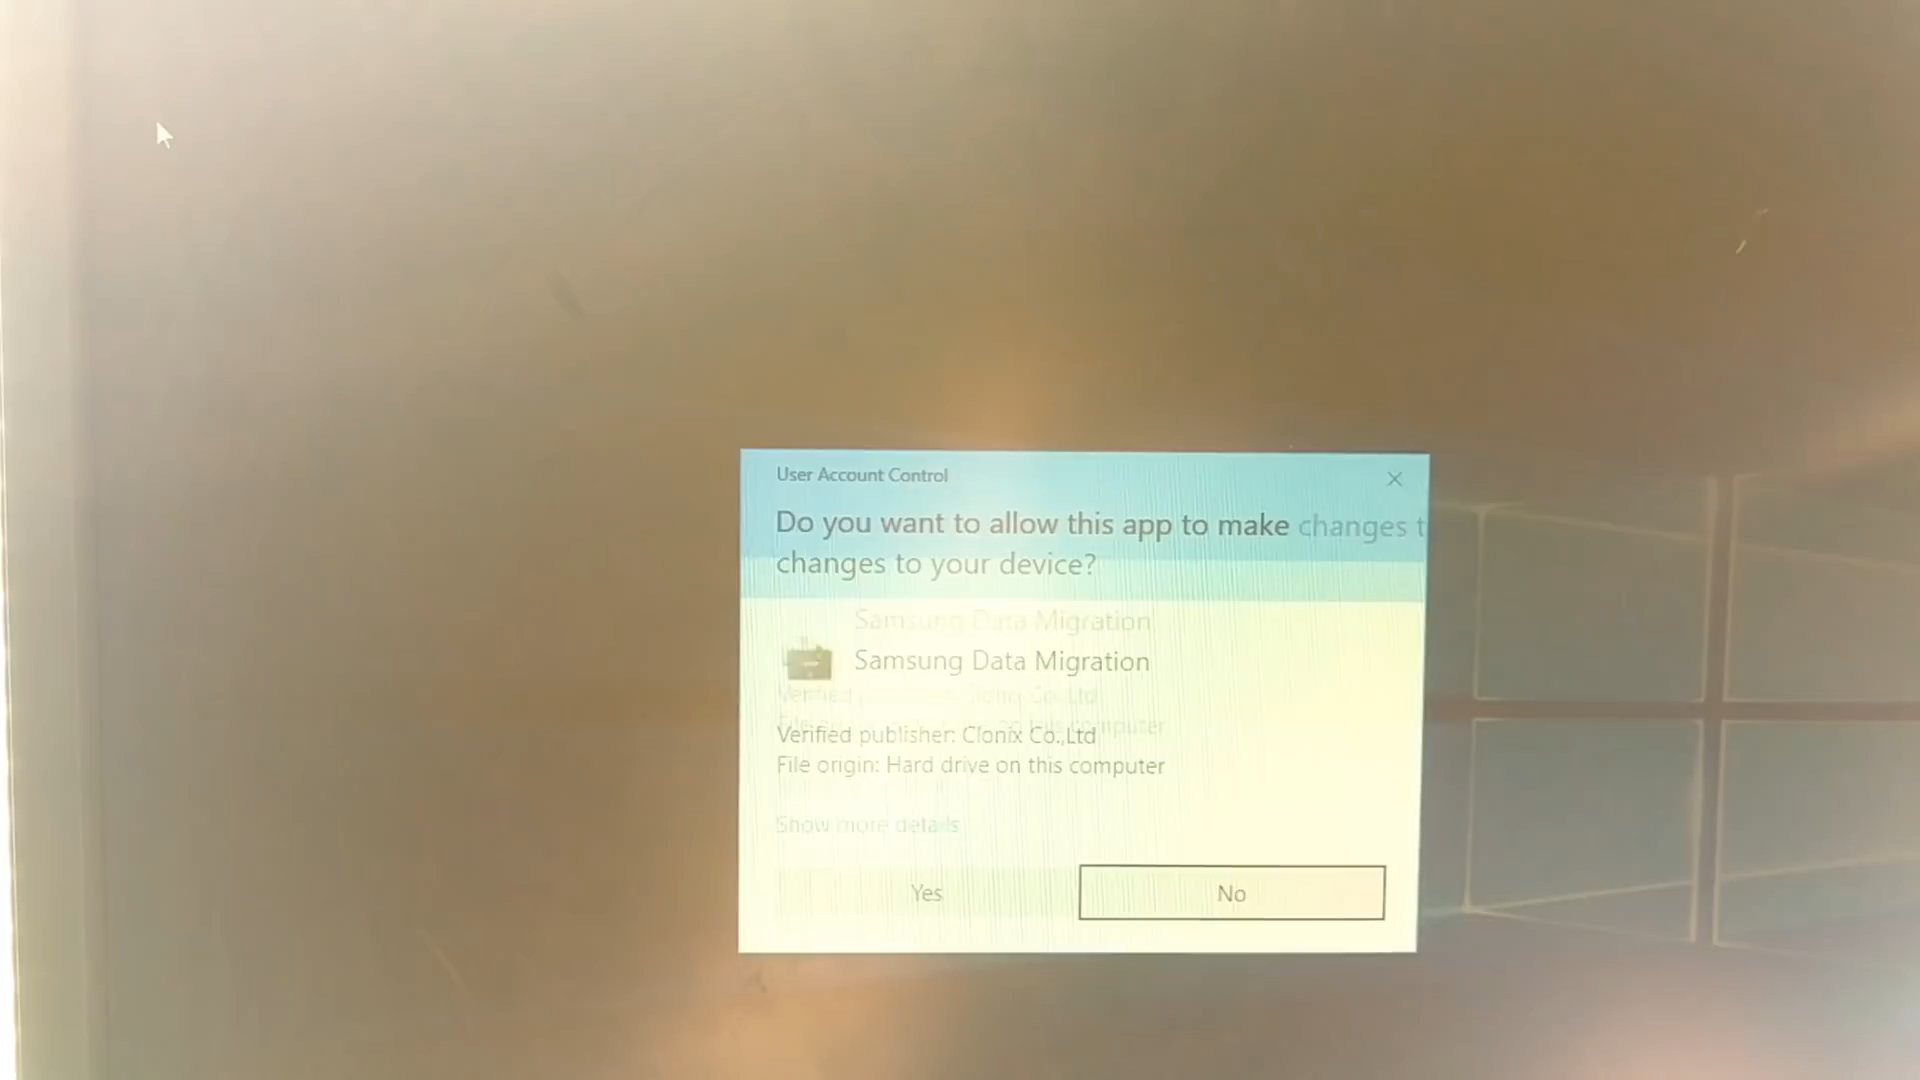 User Account Control
Do you want to allow this app to make changes t
changes to your device?
Samsung Data Migration
Samsung Data Migration
Verified publisher: Clonix Co.,Ltd
File origin: Hard drive on this computer
Show more details
Yes
No